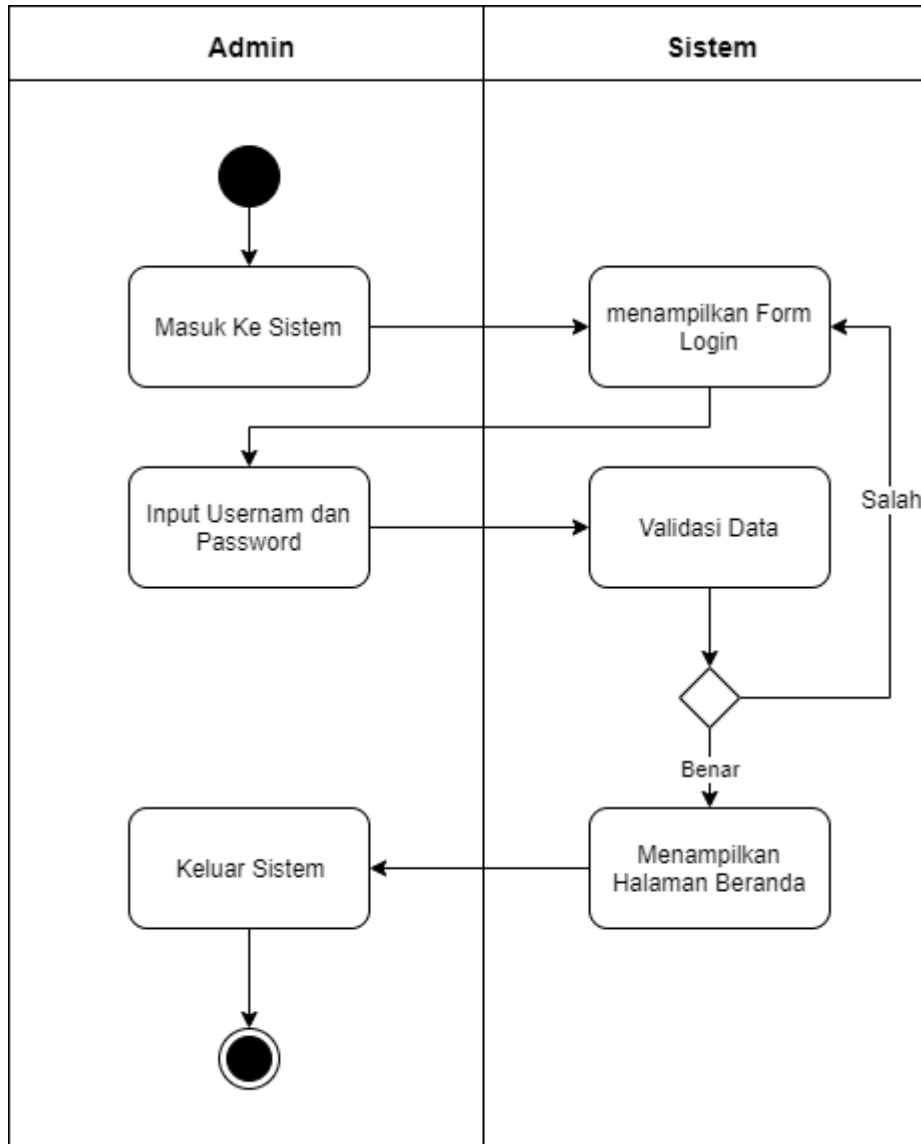 Admin
Sistem
Masuk Ke Sistem
menampilkan Form
Login
Input Usernam dan
Password
Validasi Data
Salah
Benar
Keluar Sistem
Menampilkan
Halaman Beranda